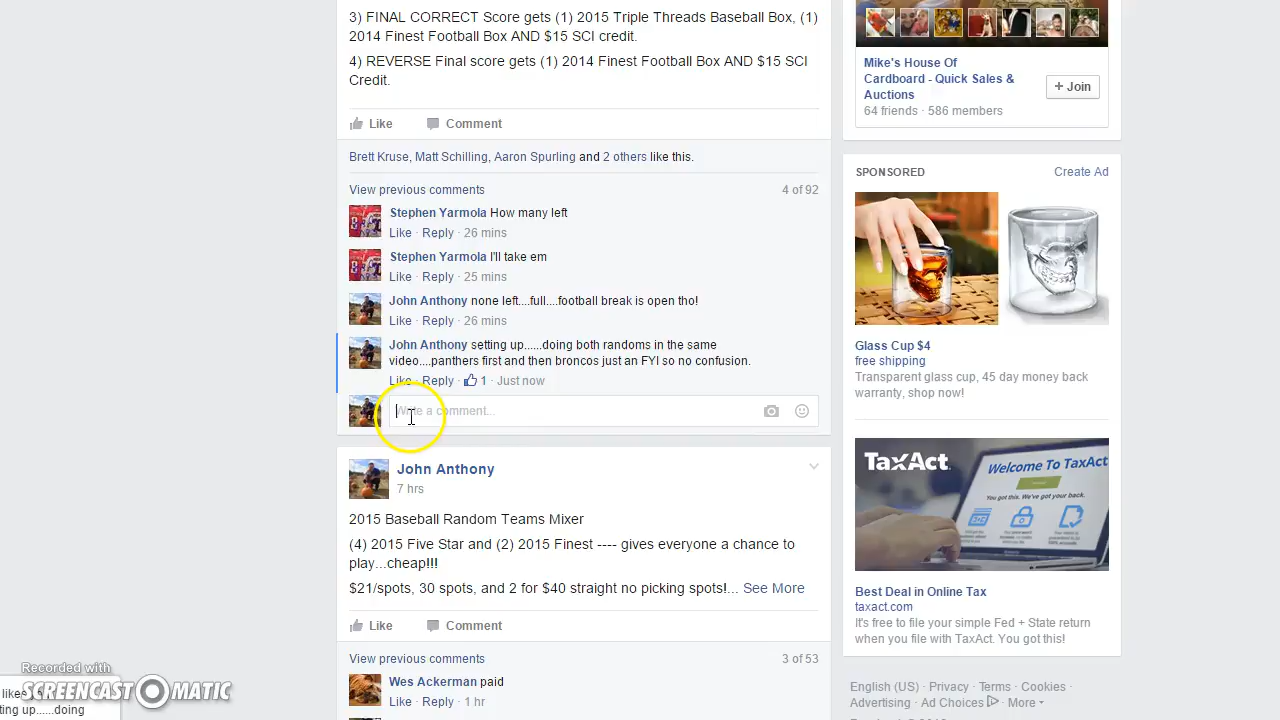 3) FINAL CORRECT Score gets (1) 2015 Triple Threads Baseball Box, (1)
2014 Finest Football Box AND $15 SCI credit.
4) REVERSE Final score gets (1) 2014 Finest Football Box AND $15 SCI
Credit.
Like Comment
Brett Kruse, Matt Schilling, Aaron Spurling and 2 others like this.
View previous comments 4 of 92
Stephen Yarmola How many left
Like · Reply · 26 mins
Stephen Yarmola I'll take em
Like · Reply · 25 mins
John Anthony none left....full....football break is open tho!
Like · Reply · 26 mins
John Anthony setting up......doing both randoms in the same
video....panthers first and then broncos just an FYI so no confusion.
Like · Reply · 1 · Just now
Write a comment...
John Anthony
7 hrs
2015 Baseball Random Teams Mixer
2015 Five Star (2) 2015 ---- gives everyone a chance to
play...cheap!!!
$21/spots, 30 spots, and 2 for $40 straight no picking spots!... See More
Like Comment
View previous comments 3 of 53
Wes Ackerman paid
Like · Reply · 1 hr
Mike's House Of
Cardboard - Quick Sales &
Auctions
+ Join
64 friends · 586 members
SPONSORED Create Ad
Glass Cup $4
free shipping
Transparent glass cup, 45 day money back
warranty, shop now!
TaxAct
Welcome To TaxAct
You got this. We've got your back.
Best Deal in Online Tax
taxact.com
It's free to file your simple Fed + State return
when you file with TaxAct. You got this!
English (US) · Privacy · Terms · Cookies ·
Advertising · Ad Choices · More
Recorded with
SCREENCAST-O-MATIC
likes
ting up......doing